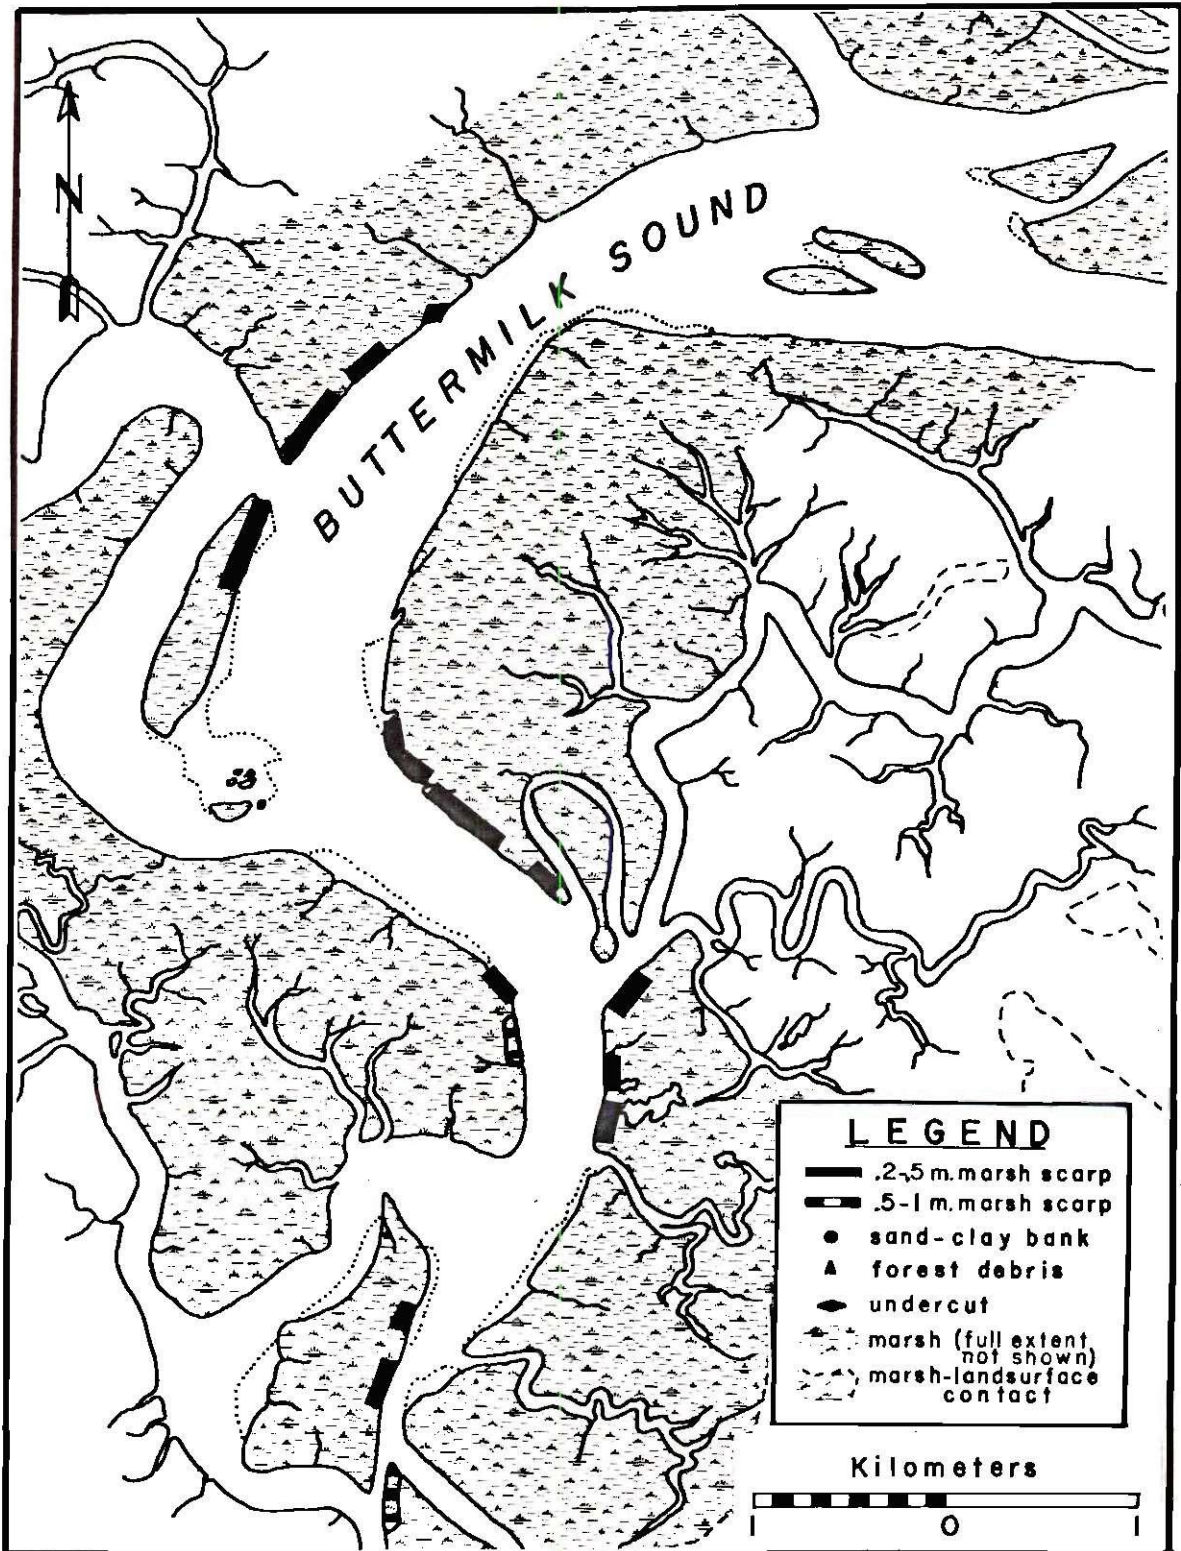 N
BUTTERMILK SOUND
LEGEND
.2-.5 m. marsh scarp
.5-1 m. marsh scarp
sand-clay bank
forest debris
undercut
marsh (full extent
not shown)
marsh-landsurface
contact
?
Kilometers
1 0 1